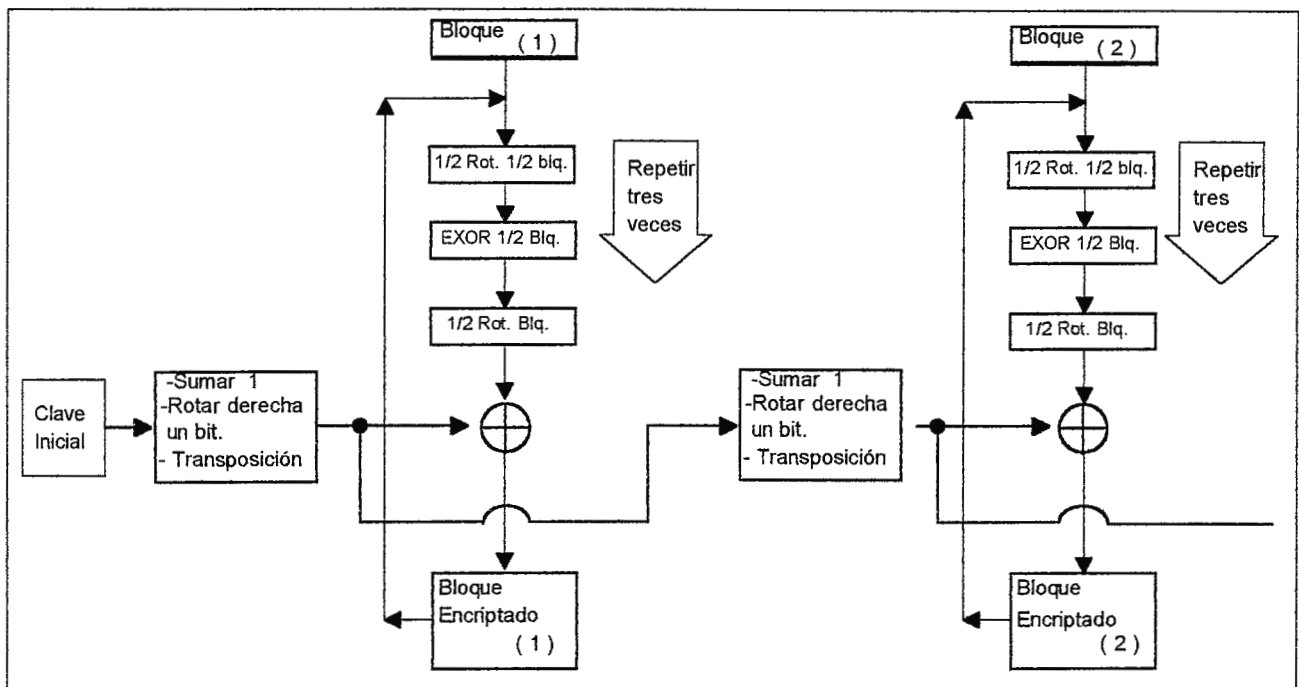 Bloque
( 1 )
1/2 Rot. 1/2 blq.
EXOR 1/2 Blq.
1/2 Rot. Blq.
Repetir
tres
veces
Clave
Inicial
-Sumar 1
-Rotar derecha
un bit.
- Transposición
Bloque
Encriptado
( 1 )
Bloque
( 2 )
1/2 Rot. 1/2 blq.
EXOR 1/2 Blq.
1/2 Rot. Blq.
Repetir
tres
veces
-Sumar 1
-Rotar derecha
un bit.
- Transposición
Bloque
Encriptado
( 2 )